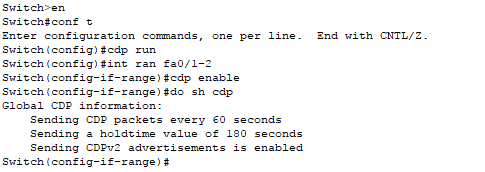 Switch>en
Switch#conf t
Enter configuration commands, one per line.  End with CNTL/Z.
Switch(config)#cdp run
Switch(config)#int ran fa0/1-2
Switch(config-if-range)#cdp enable
Switch(config-if-range)#do sh cdp
Global CDP information:
    Sending CDP packets every 60 seconds
    Sending a holdtime value of 180 seconds
    Sending CDPv2 advertisements is enabled
Switch(config-if-range)#